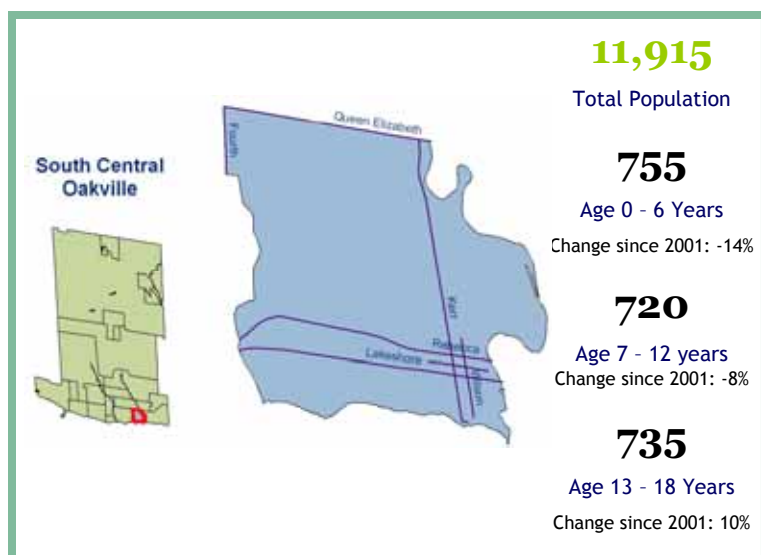 11,915
Total Population
South Central
Oakville
Queen Elizabeth
Fourth
Kerr
Rebecca
Lakeshore
755
Age 0 – 6 Years
Change since 2001: -14%
720
Age 7 – 12 years
Change since 2001: -8%
735
Age 13 – 18 Years
Change since 2001: 10%